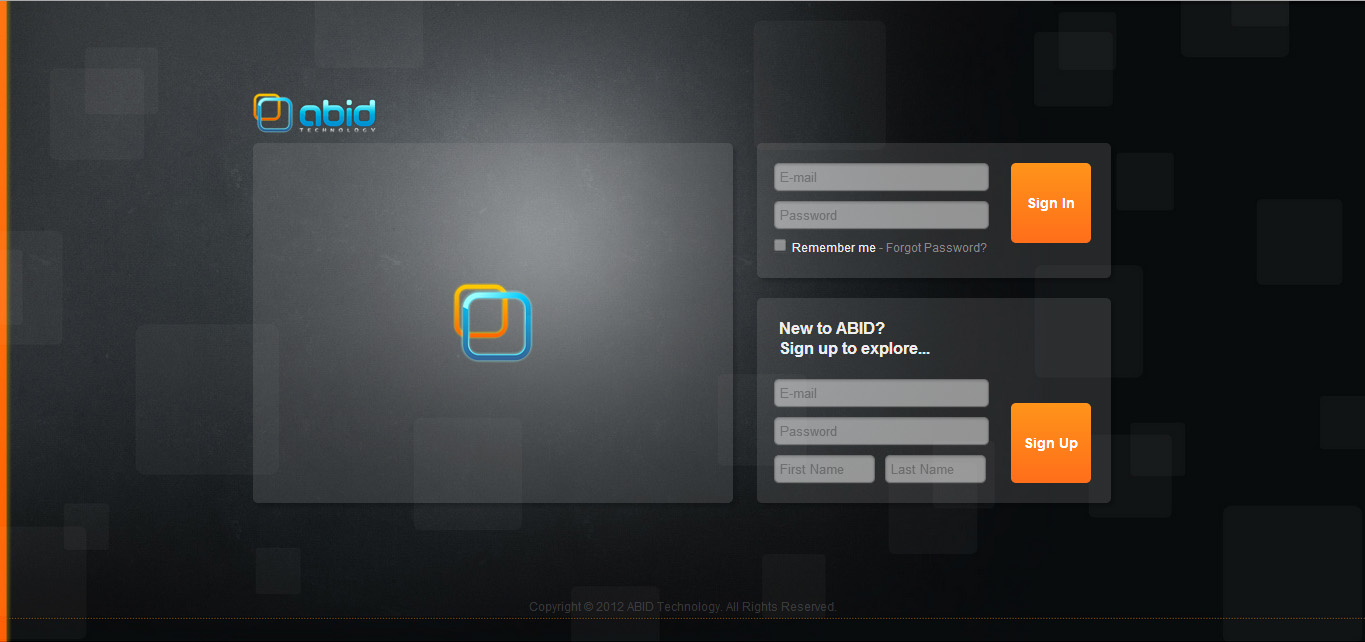 abid
TECHNOLOGY
E-mail
Password
Remember me - Forgot Password?
Sign In
New to ABID?
Sign up to explore...
E-mail
Password
First Name Last Name
Sign Up
Copyright © 2012 ABID Technology. All Rights Reserved.